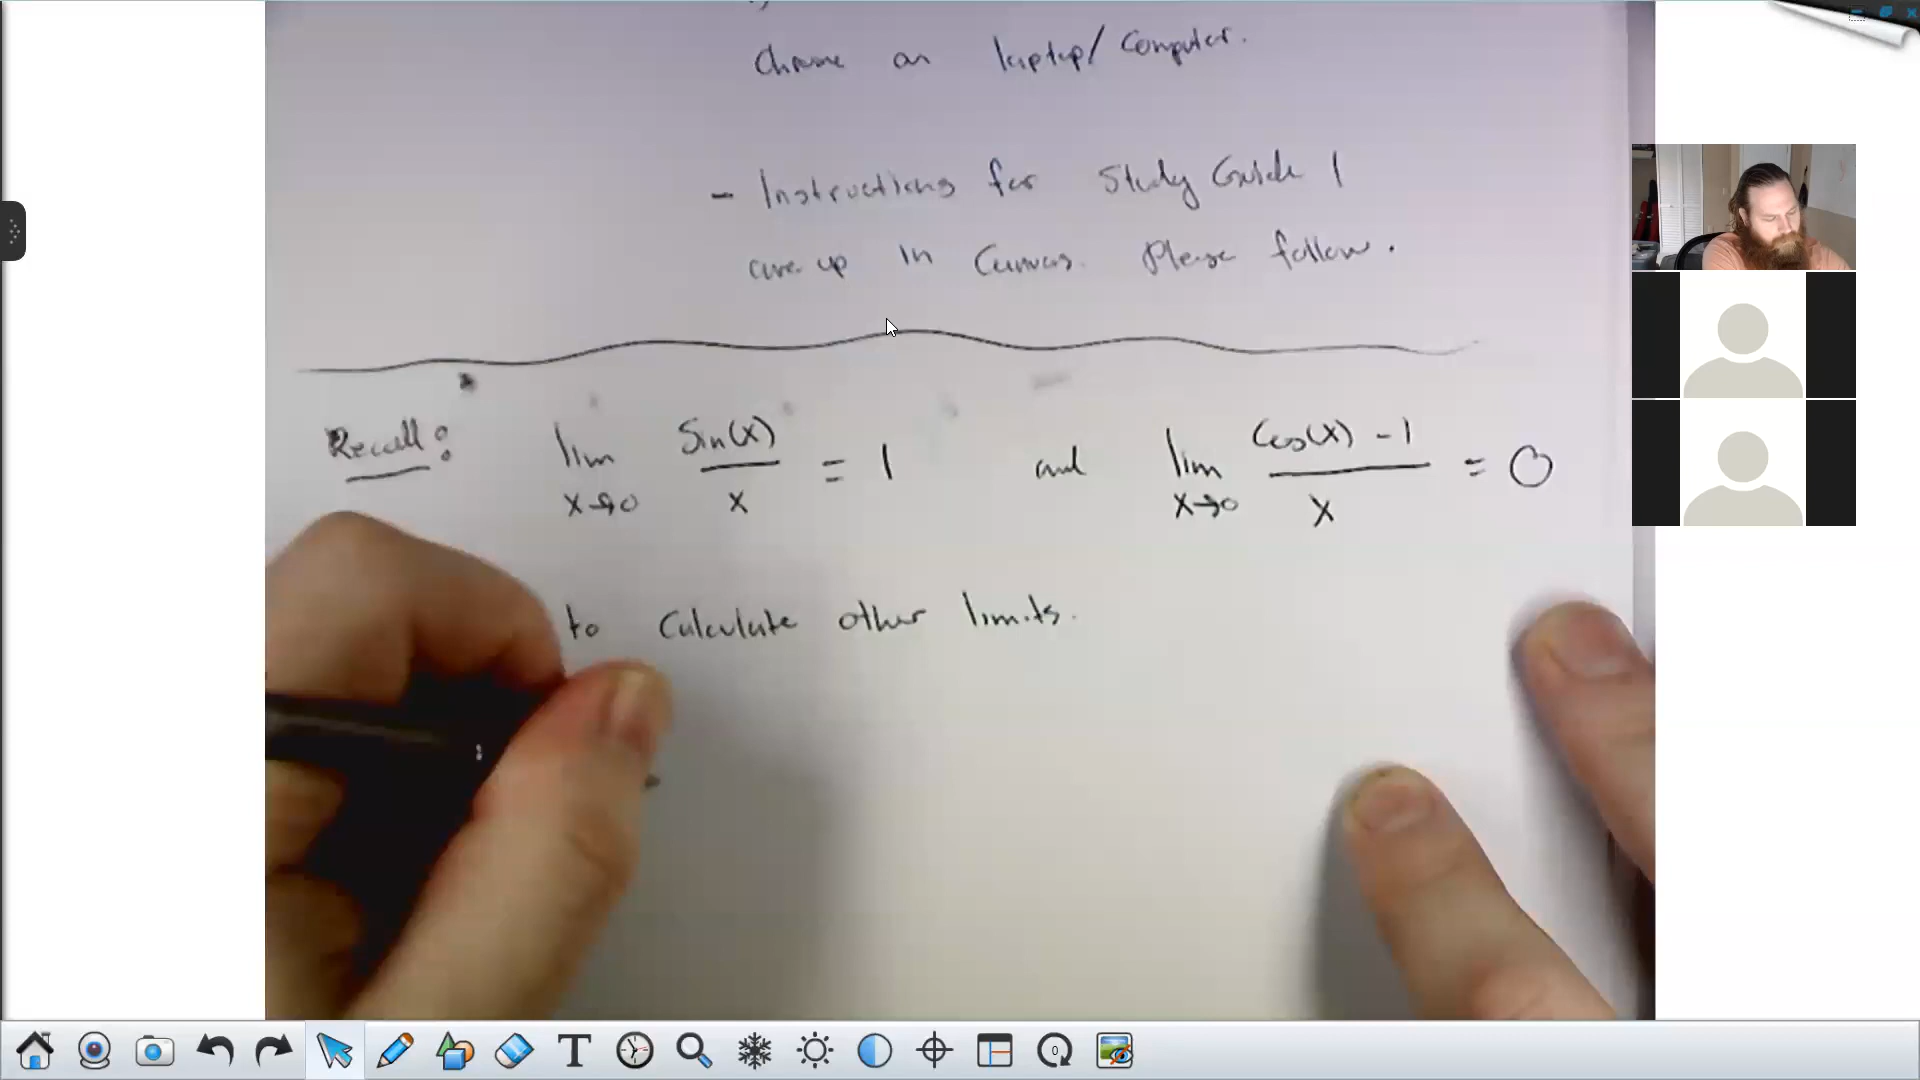 Chrome on laptop/Computer.
- Instructions for Study Guide 1
are up in Canvas. Please follow.
Recall: lim x→0 Sin(x)/x = 1 and lim x→0 Cos(x) - 1/x = 0
to Calculate other limits.